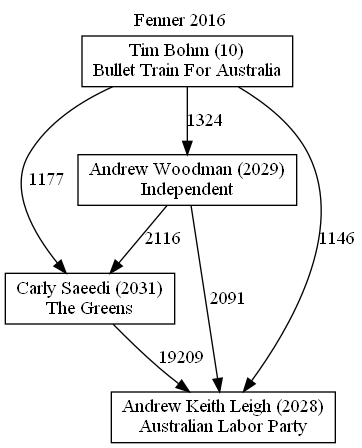 Fenner 2016
Tim Bohm (10)
Bullet Train For Australia
1324
Andrew Woodman (2029)
Independent
1177
2116
1146
Carly Saeedi (2031)
The Greens
2091
19209
Andrew Keith Leigh (2028)
Australian Labor Party